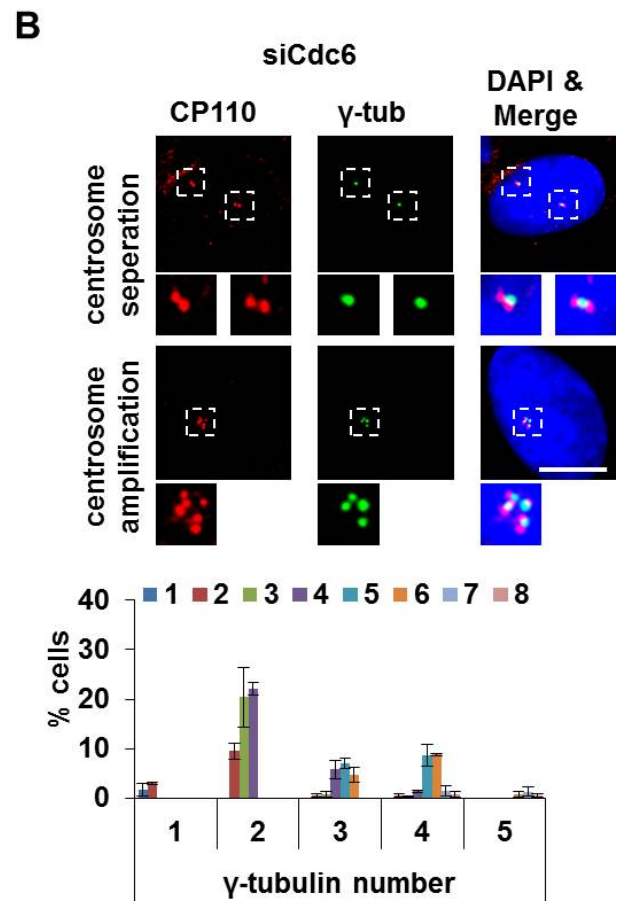 B
siCdc6
CP110 γ-tub DAPI & Merge
centrosome seperation
centrosome amplification
1 2 3 4 5 6 7 8
40
30
20
10
0
% cells
1 2 3 4 5
γ-tubulin number